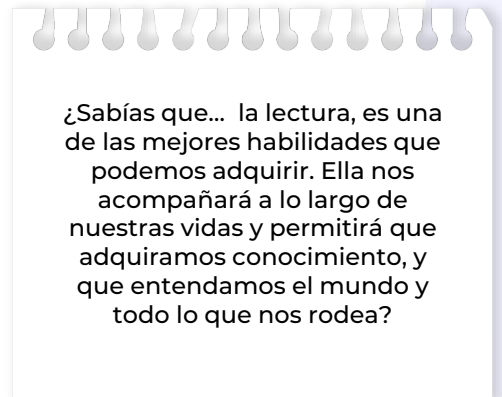 ¿Sabías que... la lectura, es una
de las mejores habilidades que
podemos adquirir. Ella nos
acompañará a lo largo de
nuestras vidas y permitirá que
adquiramos conocimiento, y
que entendamos el mundo y
todo lo que nos rodea?